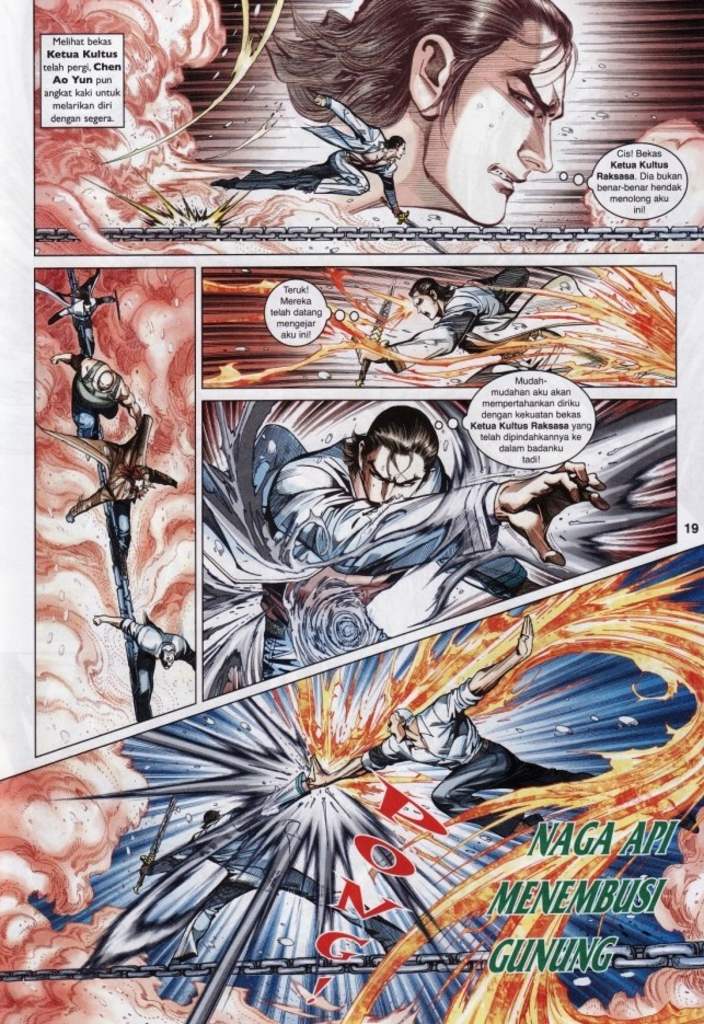 Melihat bekas
Ketua Kultus
telah pergi, Chen
Ao Yun pun
angkat kaki untuk
melarikan diri
dengan segera.
Cis! Bekas
Ketua Kultus
Raksasa. Dia bukan
benar-benar hendak
menolong aku
ini!
Teruk!
Mereka
telah datang
mengejar
aku ini!
Mudah-
mudahan aku akan
mempertahankan diriku
dengan kekuatan bekas
Ketua Kultus Raksasa yang
telah dipindahkannya ke
dalam badanku
tadi!
19
DONG!
NAGA API
MENEMBUSI
GUNUNG